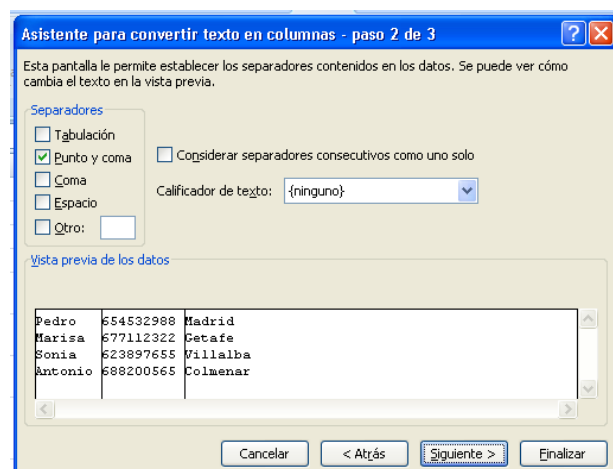 Asistente para convertir texto en columnas - paso 2 de 3
Esta pantalla le permite establecer los separadores contenidos en los datos. Se puede ver cómo
cambia el texto en la vista previa.
Separadores
Tabulación
Punto y coma
Coma
Espacio
Otro:
Considerar separadores consecutivos como uno solo
Calificador de texto: {ninguno}
Vista previa de los datos
Pedro 654532988 Madrid
Marisa 677112322 Getafe
Sonia 623897655 Villalba
Antonio 688200565 Colmenar
Cancelar < Atrás Siguiente > Finalizar